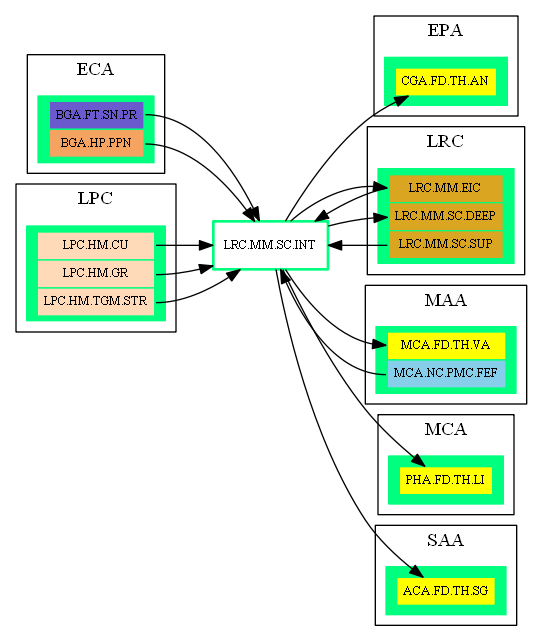 ECA
BGA.FT.SN.PR
BGA.HP.PPN
LPC
LPC.HM.CU
LPC.HM.GR
LPC.HM.TGM.STR
LRC.MM.SC.INT
EPA
CGA.FD.TH.AN
LRC
LRC.MM.EIC
LRC.MM.SC.DEEP
LRC.MM.SC.SUP
MAA
MCA.FD.TH.VA
MCA.NC.PMC.FEF
MCA
PHA.FD.TH.LI
SAA
ACA.FD.TH.SG